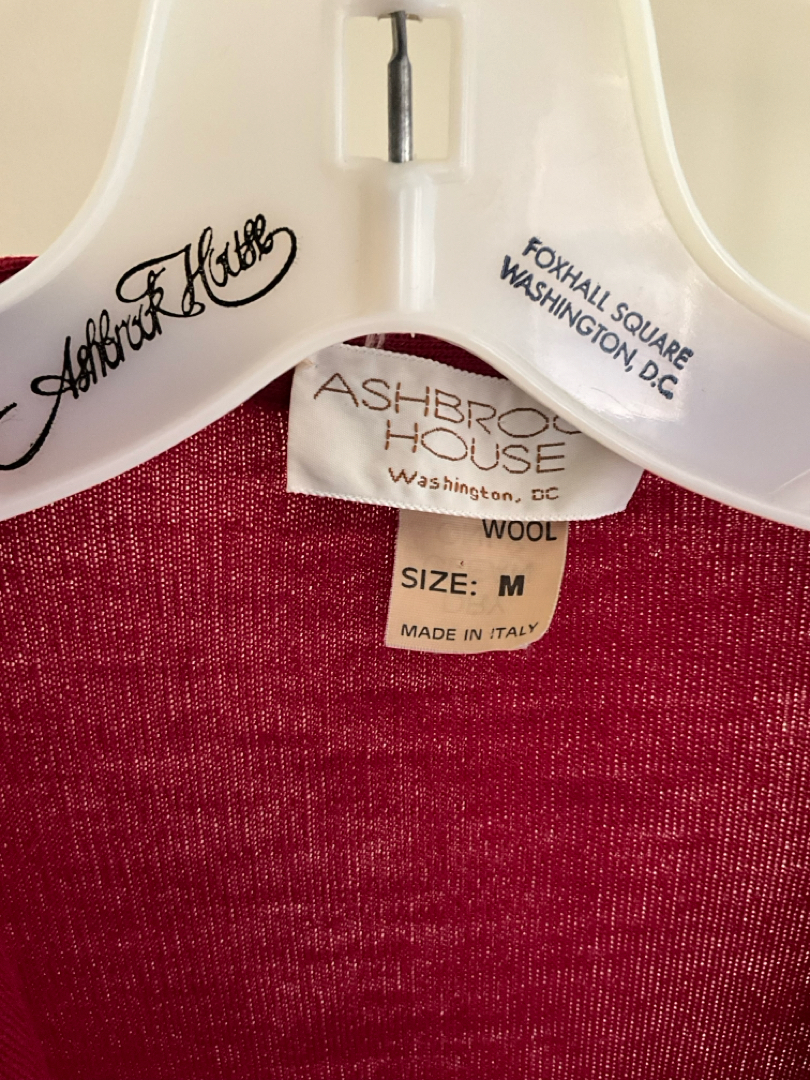 Ashbrook House
FOXHALL SQUARE
WASHINGTON, D.C.
ASHBROO
HOUSE
Washington, DC
WOOL
SIZE: M
MADE IN ITALY